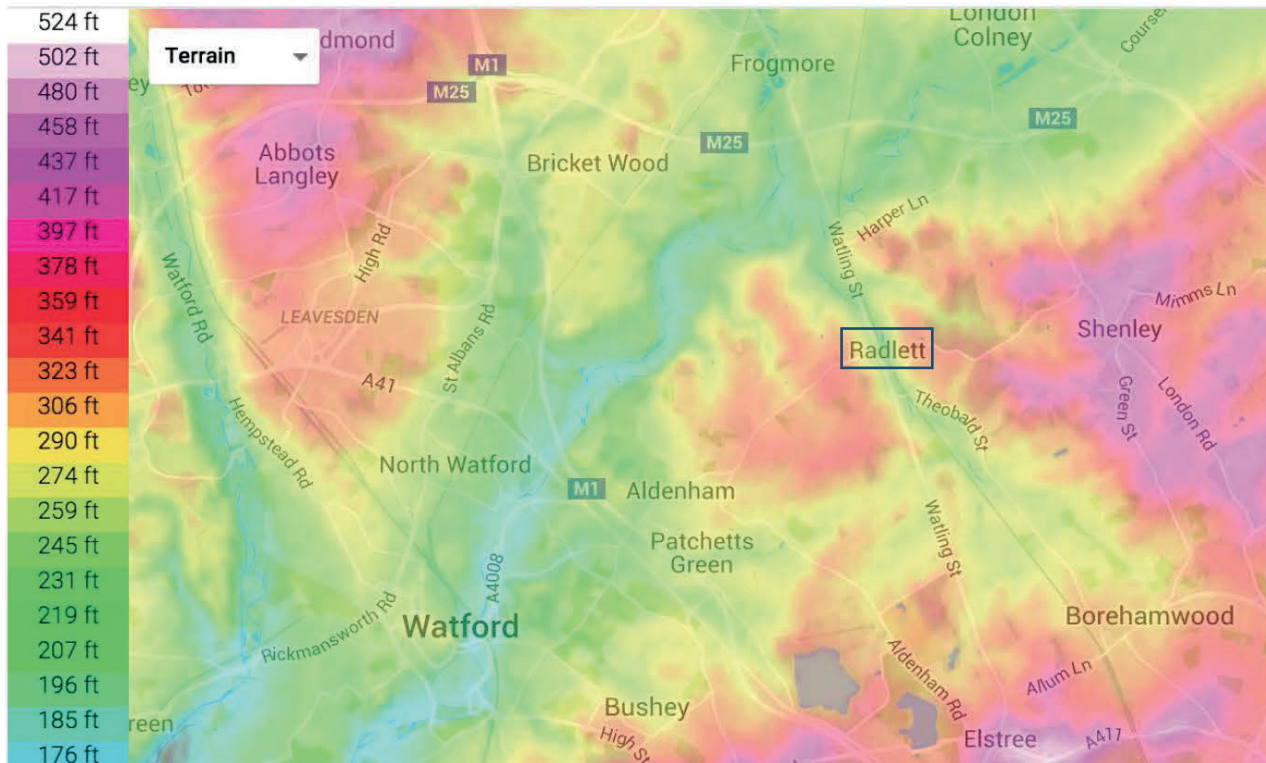 524 ft
502 ft
480 ft
458 ft
437 ft
417 ft
397 ft
378 ft
359 ft
341 ft
323 ft
306 ft
290 ft
274 ft
259 ft
245 ft
231 ft
219 ft
207 ft
196 ft
185 ft
176 ft
Terrain
dmond
M1
M25
Abbots
Langley
Bricket Wood
Frogmore
London
Colney
M25
M25
Harper Ln
Watling St
High Rd
Watford Rd
LEAVESDEN
St Albans Rd
A41
Hempstead Rd
Radlett
Mimms Ln
Shenley
Green St
London Rd
Theobald St
North Watford
M1
Aldenham
Patchetts
Green
Watling St
A4008
Watford
Rickmansworth Rd
Borehamwood
Aldenham Rd
Allum Ln
Bushey
High St
Elstree
A411
reen